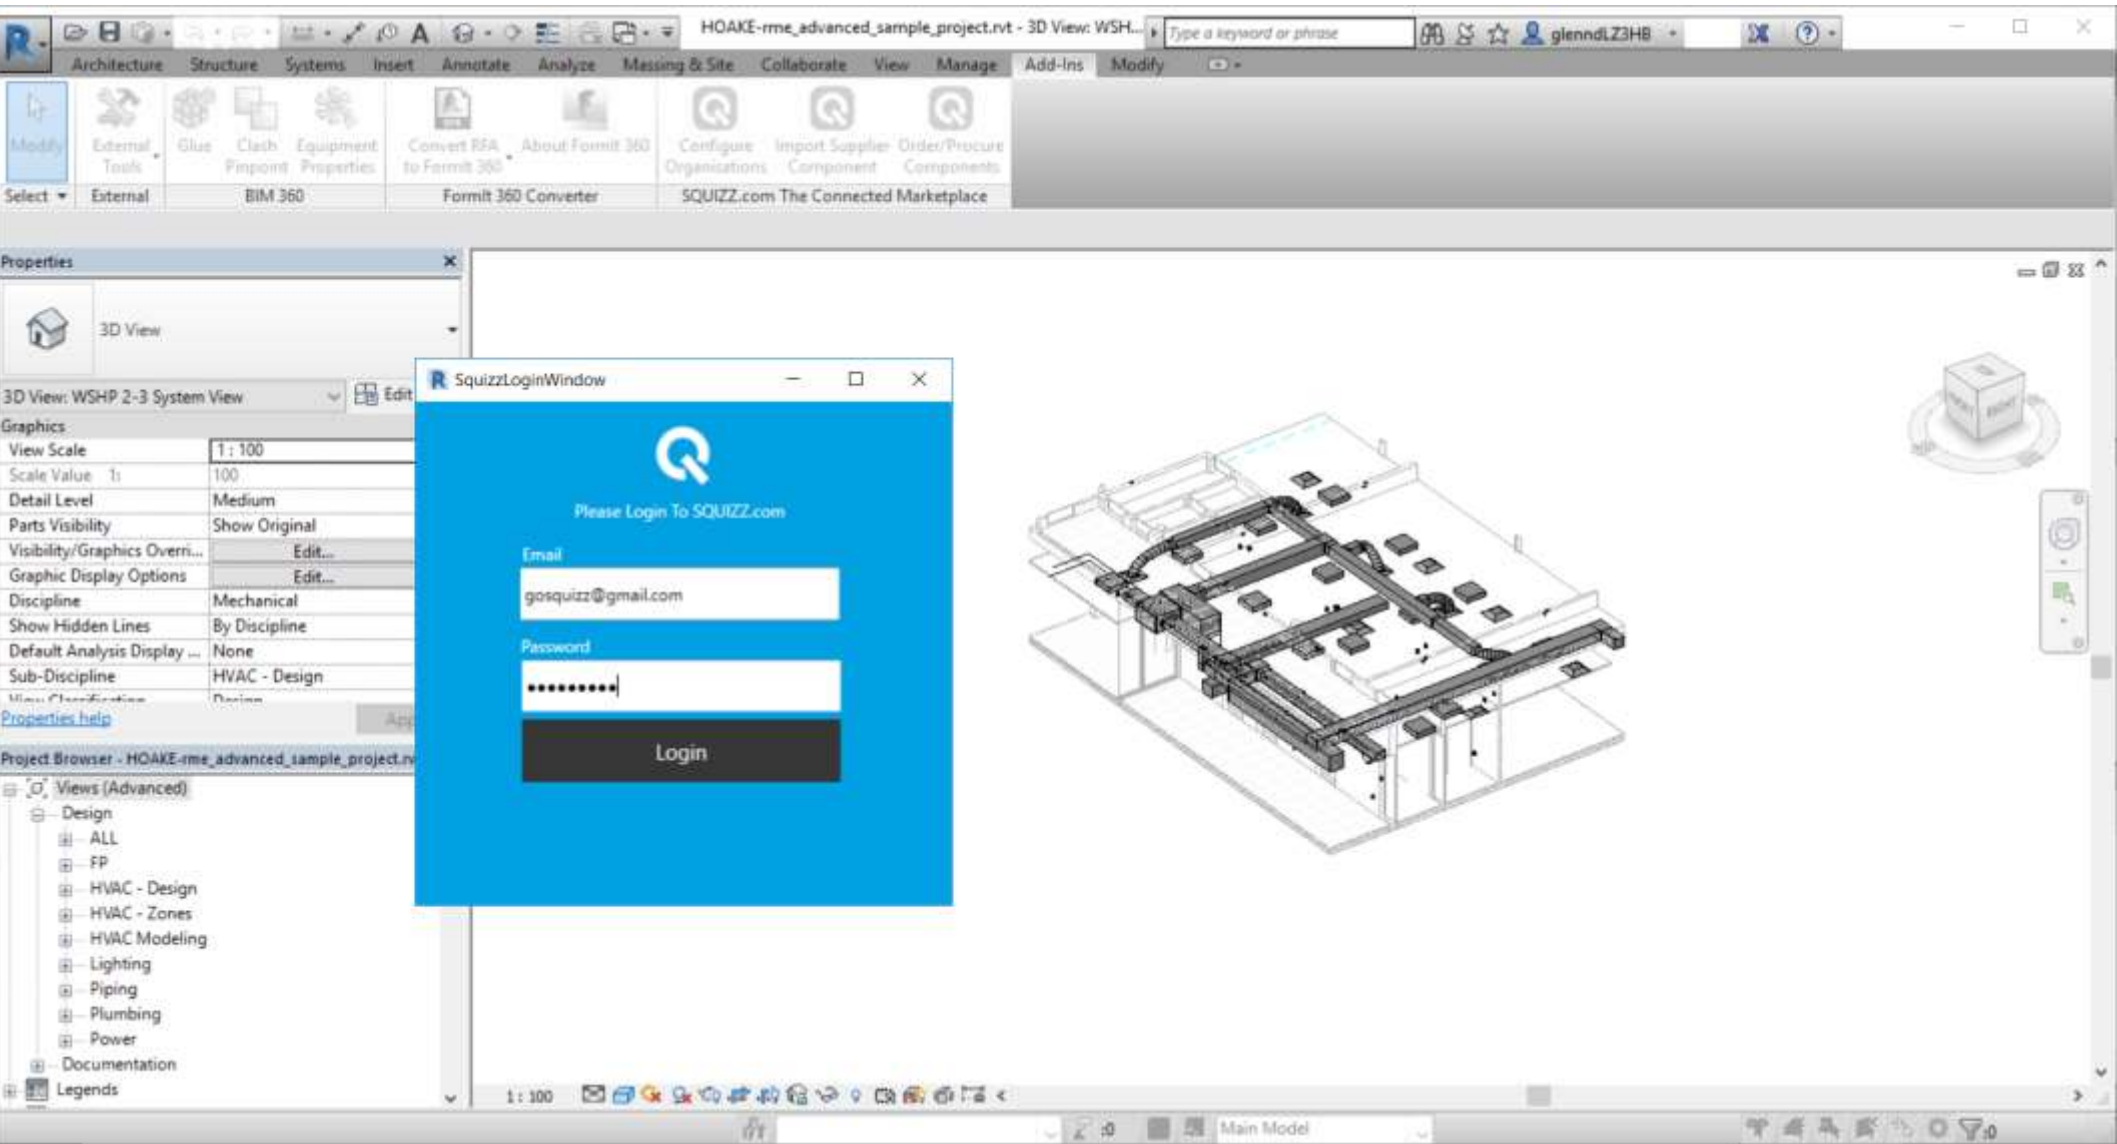 HOAKE-rme_advanced_sample_project.rvt - 3D View: WSH...
Type a keyword or phrase
glenndLZ3HB
Architecture Structure Systems Insert Annotate Analyze Massing & Site Collaborate View Manage Add-Ins Modify
Modify
External Tools
Glue
Clash Pinpoint
Equipment Properties
Convert RFA to FormIt 360
About FormIt 360
Configure Organisations
Import Supplier Component
Order/Procure Components
Select External BIM 360 FormIt 360 Converter SQUIZZ.com The Connected Marketplace
Properties
3D View
3D View: WSHP 2-3 System View Edit
Graphics
View Scale 1 : 100
Scale Value 1: 100
Detail Level Medium
Parts Visibility Show Original
Visibility/Graphics Overri... Edit...
Graphic Display Options Edit...
Discipline Mechanical
Show Hidden Lines By Discipline
Default Analysis Display ... None
Sub-Discipline HVAC - Design
View Classification Design
Properties help App
Project Browser - HOAKE-rme_advanced_sample_project.rv
Views (Advanced)
Design
ALL
FP
HVAC - Design
HVAC - Zones
HVAC Modeling
Lighting
Piping
Plumbing
Power
Documentation
Legends
SquizzLoginWindow
Please Login To SQUIZZ.com
Email
gosquizz@gmail.com
Password
•••••••••
Login
1 : 100
:0 Main Model :0